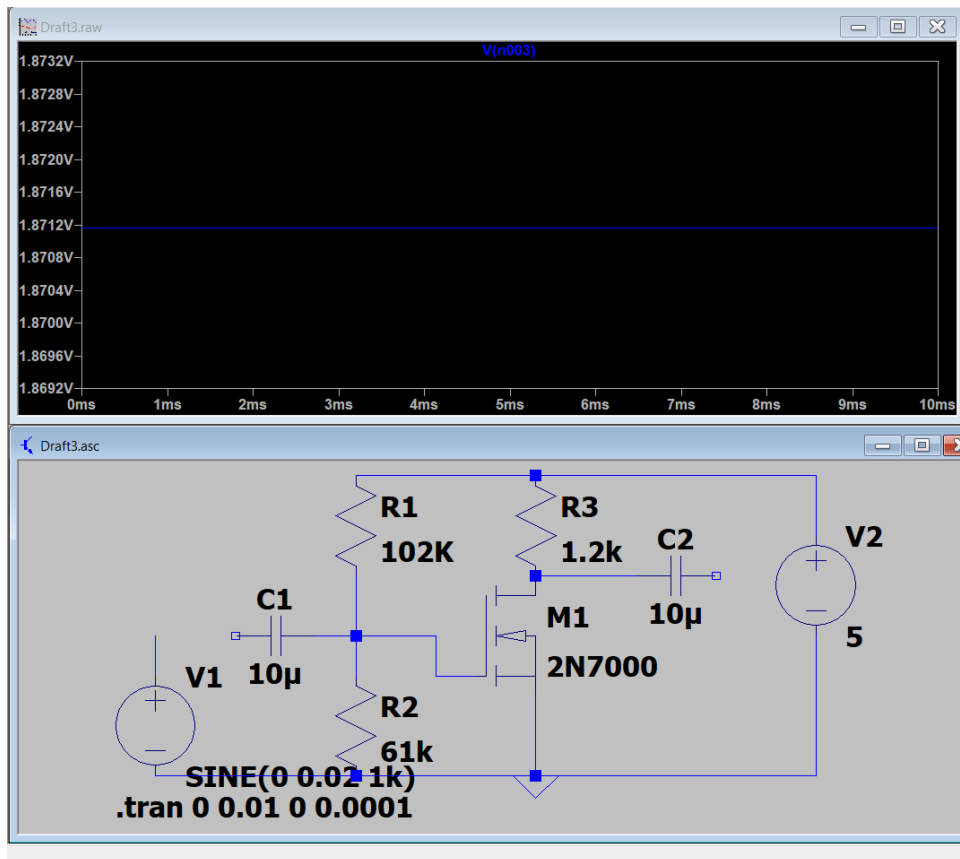 Draft3.raw
V(n003)
1.8732V
1.8728V
1.8724V
1.8720V
1.8716V
1.8712V
1.8708V
1.8704V
1.8700V
1.8696V
1.8692V
0ms 1ms 2ms 3ms 4ms 5ms 6ms 7ms 8ms 9ms 10ms
Draft3.asc
R1
102K
R3
1.2k
C2
10µ
V2
5
C1
10µ
M1
2N7000
V1
R2
61k
SINE(0 0.02 1k)
.tran 0 0.01 0 0.0001